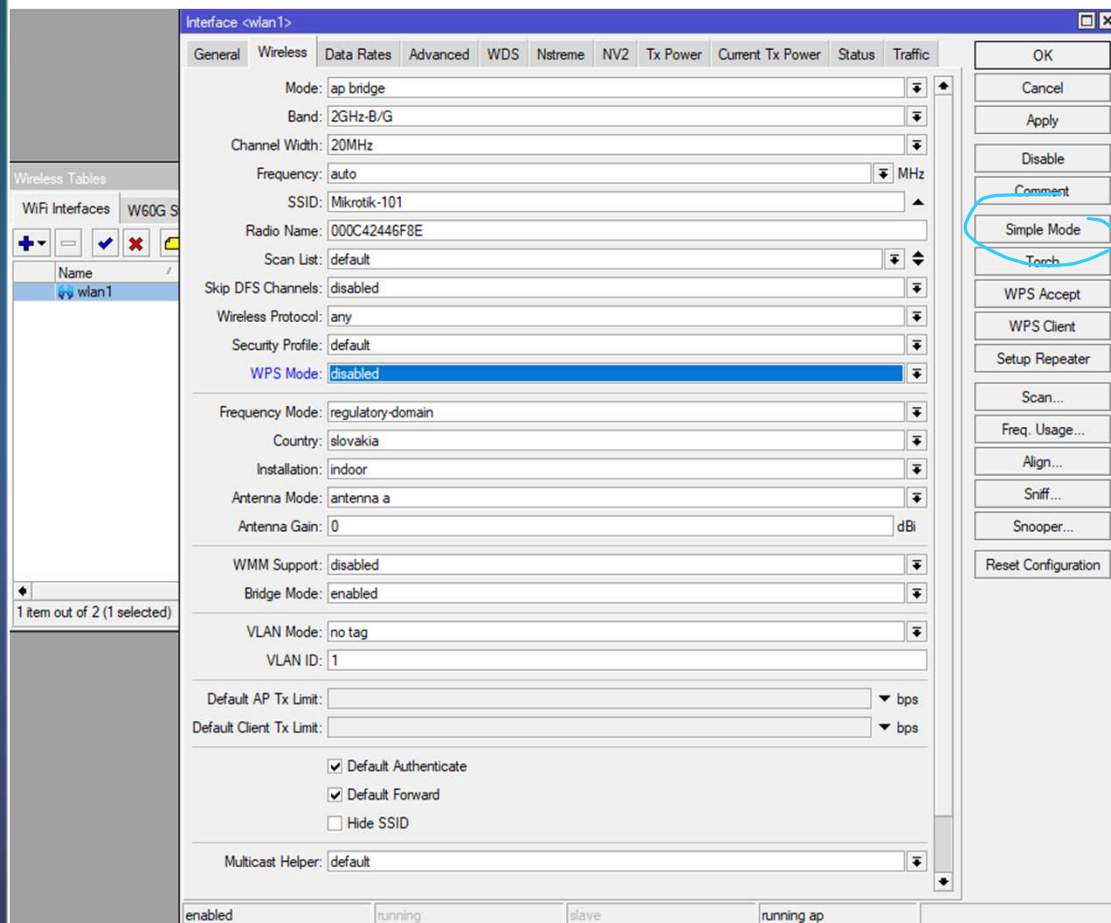 Interface <wlan1>
General Wireless Data Rates Advanced WDS Nstreme NV2 Tx Power Current Tx Power Status Traffic
Mode: ap bridge
Band: 2GHz-B/G
Channel Width: 20MHz
Frequency: auto MHz
SSID: Mikrotik-101
Radio Name: 000C42446F8E
Scan List: default
Skip DFS Channels: disabled
Wireless Protocol: any
Security Profile: default
WPS Mode: disabled
Frequency Mode: regulatory-domain
Country: slovakia
Installation: indoor
Antenna Mode: antenna a
Antenna Gain: 0 dBi
WMM Support: disabled
Bridge Mode: enabled
VLAN Mode: no tag
VLAN ID: 1
Default AP Tx Limit: bps
Default Client Tx Limit: bps
Default Authenticate
Default Forward
Hide SSID
Multicast Helper: default
enabled running slave running ap
OK
Cancel
Apply
Disable
Comment
Simple Mode
Torch
WPS Accept
WPS Client
Setup Repeater
Scan...
Freq. Usage...
Align...
Sniff...
Snooper...
Reset Configuration
Wireless Tables
WiFi Interfaces W60G S
Name
wlan1
1 item out of 2 (1 selected)